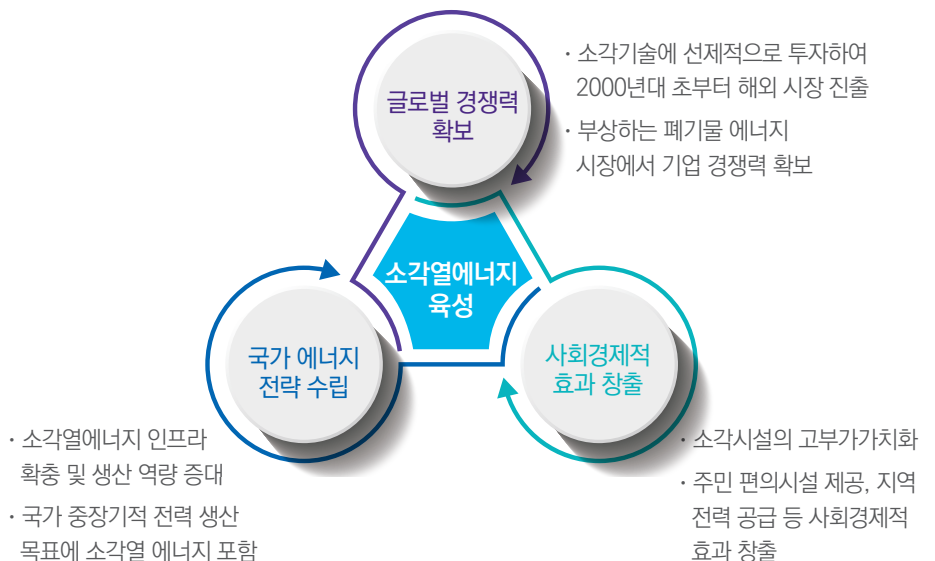 글로벌 경쟁력
확보
· 소각기술에 선제적으로 투자하여
2000년대 초부터 해외 시장 진출
· 부상하는 폐기물 에너지
시장에서 기업 경쟁력 확보
소각열에너지
육성
국가 에너지
전략 수립
· 소각열에너지 인프라
확충 및 생산 역량 증대
· 국가 중장기적 전력 생산
목표에 소각열 에너지 포함
사회경제적
효과 창출
· 소각시설의 고부가가치화
· 주민 편의시설 제공, 지역
전력 공급 등 사회경제적
효과 창출